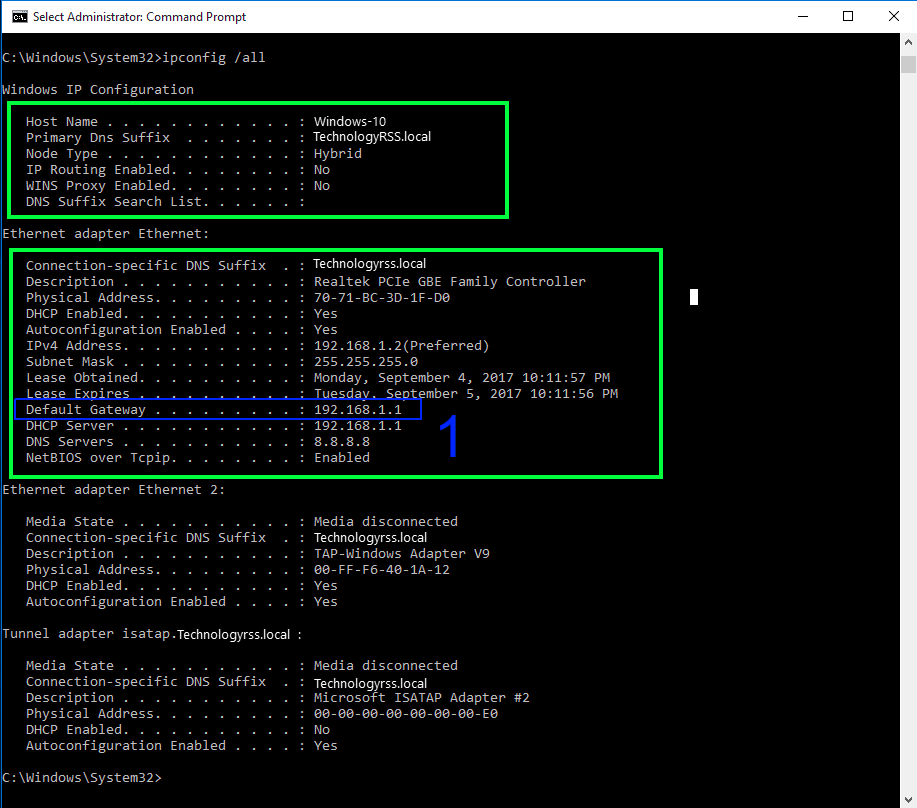 Select Administrator: Command Prompt
C:\Windows\System32>ipconfig /all
Windows IP Configuration
Host Name . . . . . . . . . . . . : Windows-10
Primary Dns Suffix  . . . . . . . : TechnologyRSS.local
Node Type . . . . . . . . . . . . : Hybrid
IP Routing Enabled. . . . . . . . : No
WINS Proxy Enabled. . . . . . . . : No
DNS Suffix Search List. . . . . . :
Ethernet adapter Ethernet:
Connection-specific DNS Suffix  . : Technologyrss.local
Description . . . . . . . . . . . : Realtek PCIe GBE Family Controller
Physical Address. . . . . . . . . : 70-71-BC-3D-1F-D0
DHCP Enabled. . . . . . . . . . . : Yes
Autoconfiguration Enabled . . . . : Yes
IPv4 Address. . . . . . . . . . . : 192.168.1.2(Preferred)
Subnet Mask . . . . . . . . . . . : 255.255.255.0
Lease Obtained. . . . . . . . . . : Monday, September 4, 2017 10:11:57 PM
Lease Expires . . . . . . . . . . : Tuesday, September 5, 2017 10:11:56 PM
Default Gateway . . . . . . . . . : 192.168.1.1
DHCP Server . . . . . . . . . . . : 192.168.1.1
1
DNS Servers . . . . . . . . . . . : 8.8.8.8
NetBIOS over Tcpip. . . . . . . . : Enabled
Ethernet adapter Ethernet 2:
Media State . . . . . . . . . . . : Media disconnected
Connection-specific DNS Suffix  . : Technologyrss.local
Description . . . . . . . . . . . : TAP-Windows Adapter V9
Physical Address. . . . . . . . . : 00-FF-F6-40-1A-12
DHCP Enabled. . . . . . . . . . . : Yes
Autoconfiguration Enabled . . . . : Yes
Tunnel adapter isatap.Technologyrss.local :
Media State . . . . . . . . . . . : Media disconnected
Connection-specific DNS Suffix  . : Technologyrss.local
Description . . . . . . . . . . . : Microsoft ISATAP Adapter #2
Physical Address. . . . . . . . . : 00-00-00-00-00-00-00-E0
DHCP Enabled. . . . . . . . . . . : No
Autoconfiguration Enabled . . . . : Yes
C:\Windows\System32>